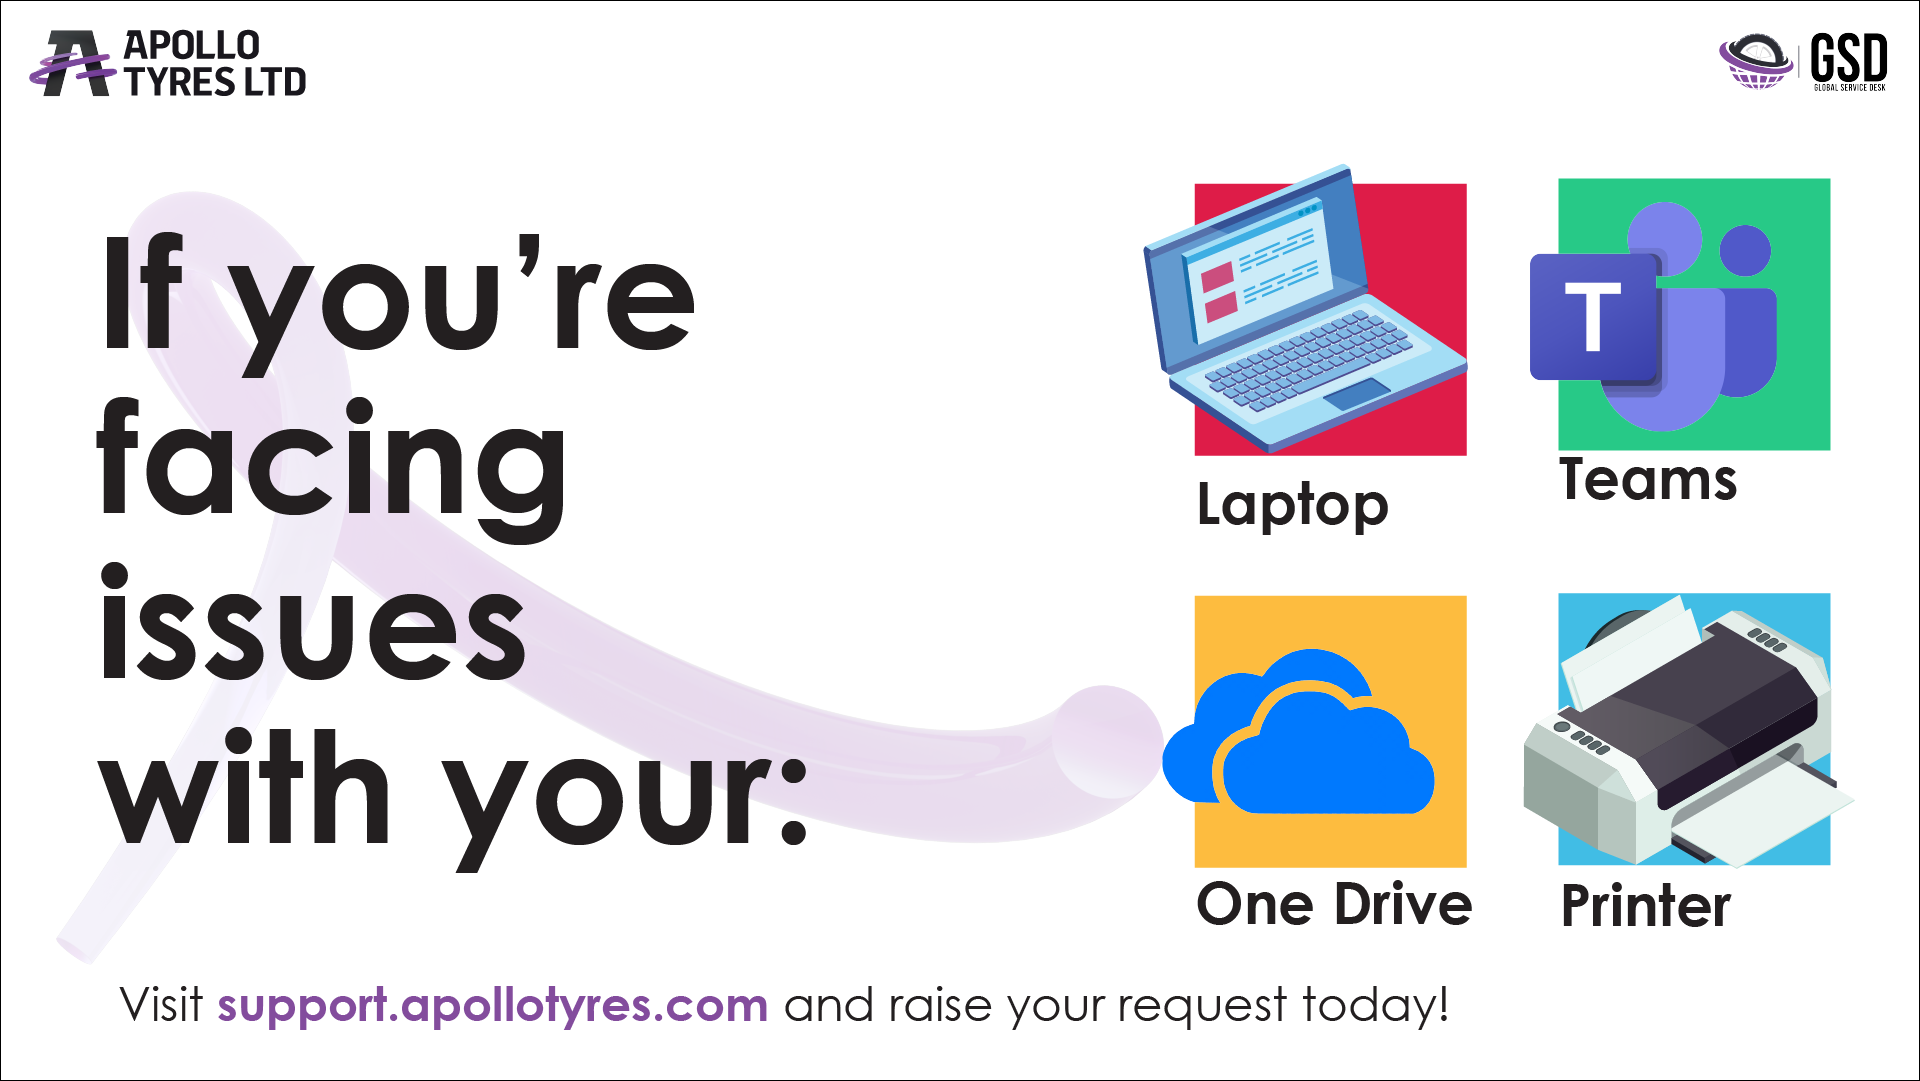 APOLLO
TYRES LTD
GSD
GLOBAL SERVICE DESK
If you’re
facing
issues
with your:
Laptop
T
Teams
One Drive
Printer
Visit support.apollotyres.com and raise your request today!